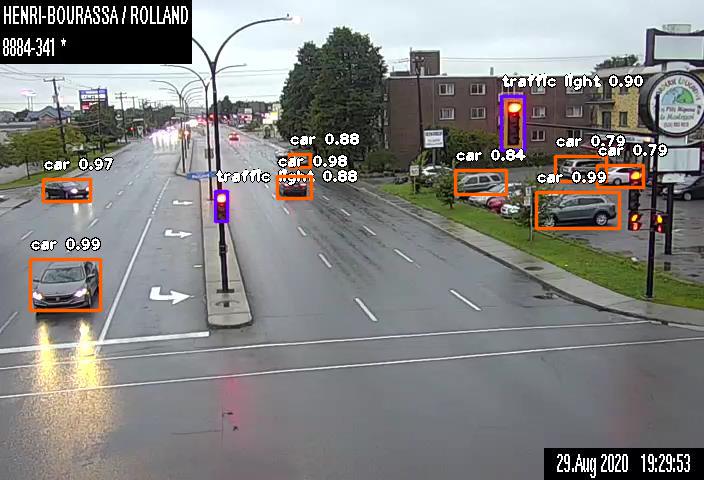 HENRI-BOURASSA / ROLLAND
8884-341 *
traffic light 0.90
car 0.88
car 0.79
car 0.79
car 0.97
car 0.98
car 0.84
traffic light 0.88
car 0.99
car 0.99
29.Aug 2020 19:29:53